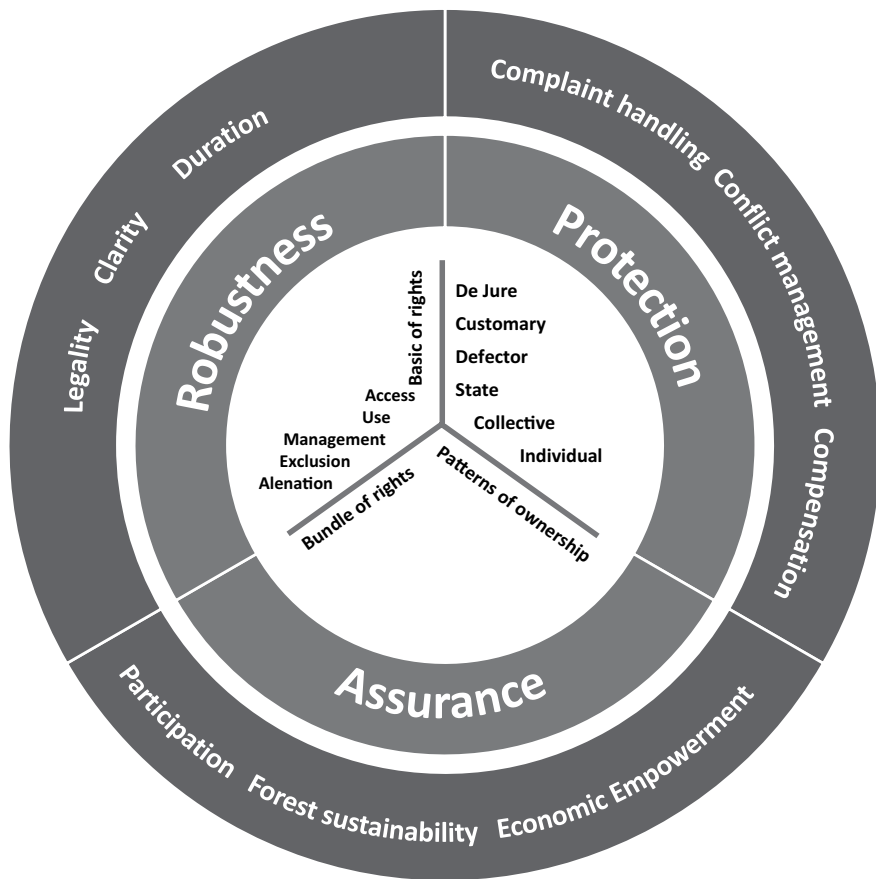 Complaint handling
Conflict management
Compensation
Duration
Clarity
Legality
Participation
Forest sustainability
Economic Empowerment
Robustness
Protection
Assurance
Basic of rights
De Jure
Customary
Defector
State
Collective
Individual
Access
Use
Management
Exclusion
Alenation
Bundle of rights
Patterns of ownership